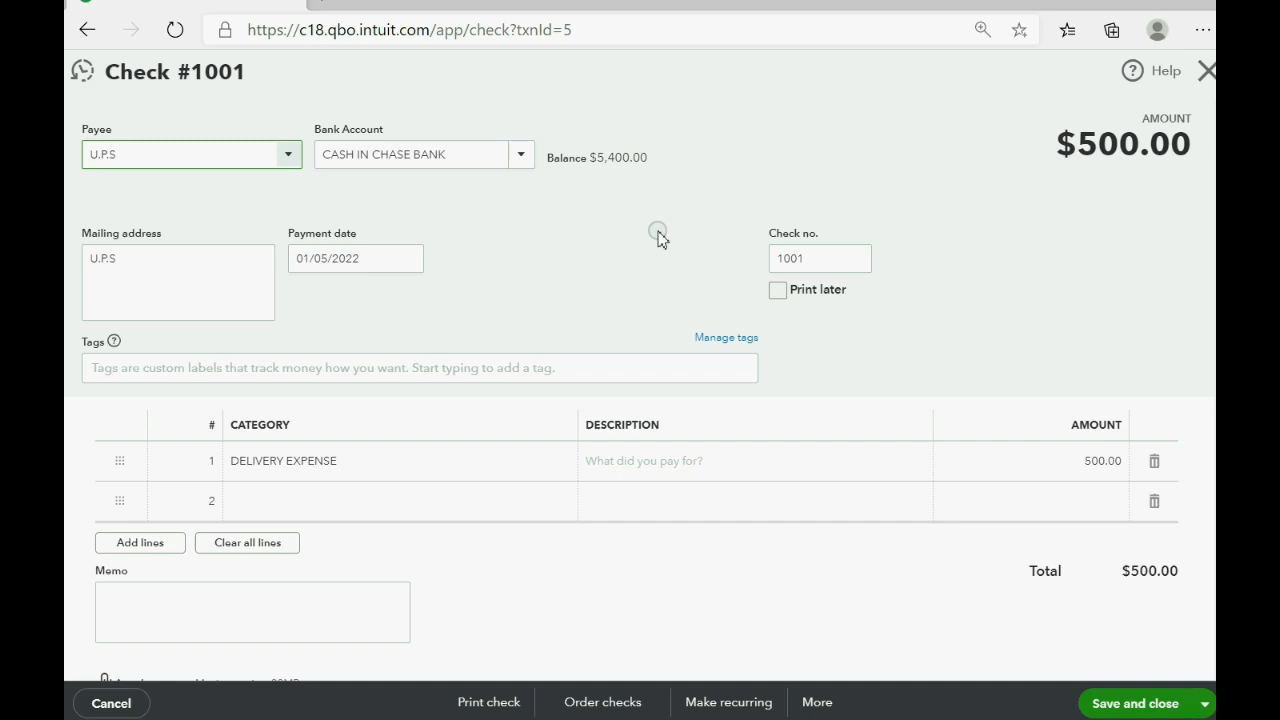 https://c18.qbo.intuit.com/app/check?txnId=5
Check #1001
Help
Payee
Bank Account
AMOUNT
U.P.S
CASH IN CHASE BANK
Balance $5,400.00
$500.00
Mailing address
Payment date
Check no.
U.P.S
01/05/2022
1001
Print later
Tags ?
Manage tags
Tags are custom labels that track money how you want. Start typing to add a tag.
# CATEGORY DESCRIPTION AMOUNT
1 DELIVERY EXPENSE What did you pay for? 500.00
2
Add lines Clear all lines
Memo
Total $500.00
Cancel
Print check
Order checks
Make recurring
More
Save and close